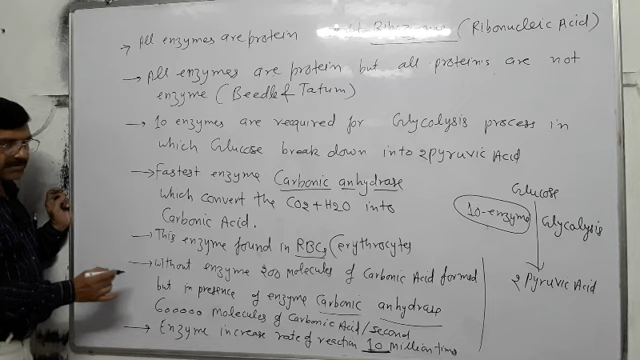 → All enzymes are protein Ribozyme (Ribonucleic Acid)
→ All enzymes are protein but all proteins are not
enzyme (Beedle & Tatum)
→ 10 enzymes are required for Glycolysis process in
which Glucose break down into 2 pyruvic Acid
→ Fastest enzyme Carbonic anhydrase
which convert the CO2 + H2O into
Carbonic Acid.
→ This enzyme found in RBCs (erythrocytes
→ without enzyme 200 molecules of Carbonic Acid formed
but in presence of enzyme Carbonic anhydrase
600000 molecules of Carbonic Acid/second
→ Enzyme increase rate of reaction 10 million time
Glucose
10-enzyme Glycolysis
2 Pyruvic Acid